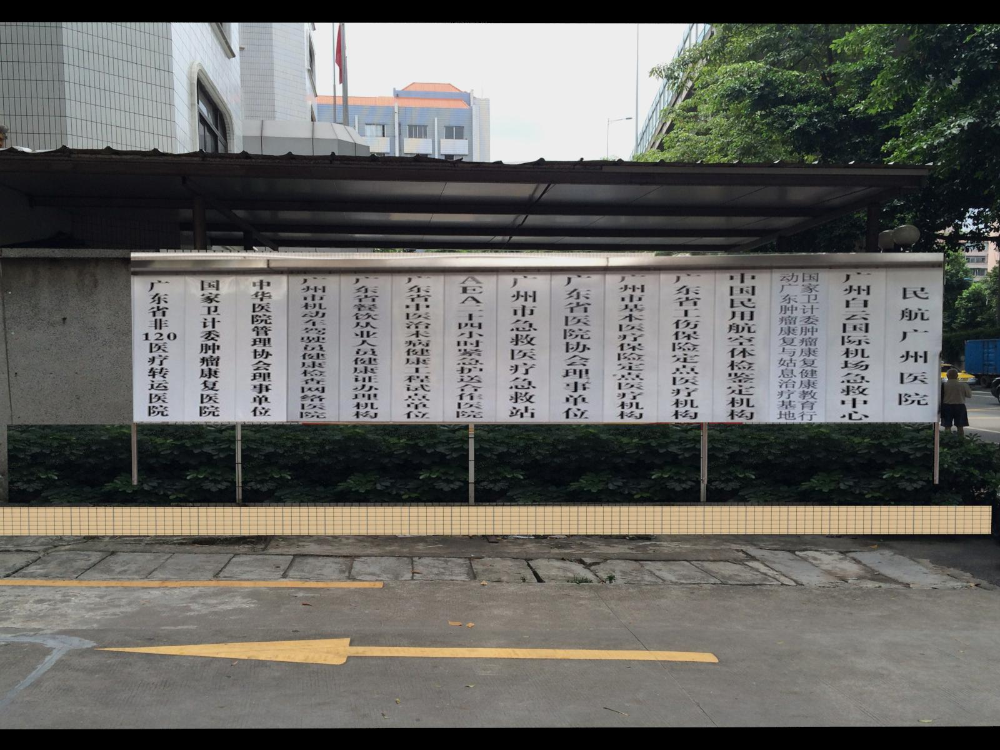 民航广州医院
广州白云国际机场急救中心
国家卫计委肿瘤康复健康教育行
动广东肿瘤康复与姑息治疗基地
中国民用航空体检鉴定机构
广东省工伤保险定点医疗机构
广州市基本医疗保险定点医疗机构
广东省医院协会理事单位
广州市急救医疗急救站
AEA二十四小时紧急护送合作医院
广东省中医治未病健康工程试点单位
广东省餐饮从业人员健康证办理机构
广州市机动车驾驶员健康检查网络医院
中华医院管理协会理事单位
国家卫计委肿瘤康复医院
广东省非120医疗转运医院